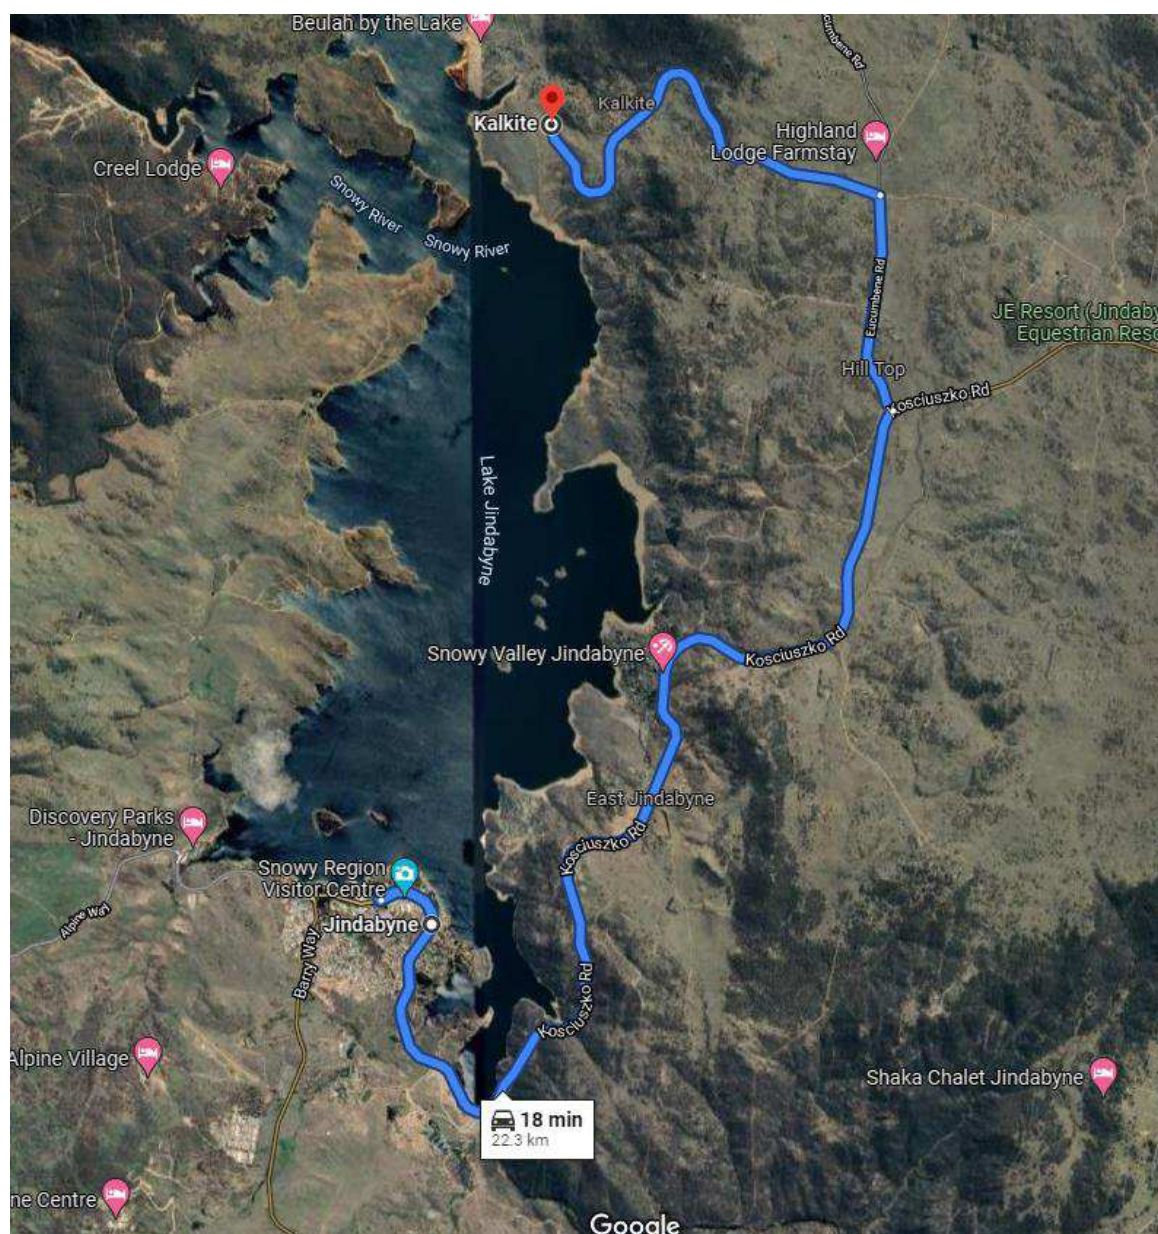 Beulah by the Lake
cumbene Rd
Kalkite
Kalkite
Highland
Lodge Farmstay
Creel Lodge
Snowy River
Snowy River
Eucumbene Rd
JE Resort (Jindaby
Equestrian Reso
Hill Top
Kosciuszko Rd
Lake Jindabyne
Snowy Valley Jindabyne
Kosciuszko Rd
East Jindabyne
Discovery Parks
- Jindabyne
Kosciuszko Rd
Snowy Region
Visitor Centre
Alpine Way
Jindabyne
Barry Way
Kosciuszko Rd
Alpine Village
Shaka Chalet Jindabyne
18 min
22.3 km
ne Centre
Google